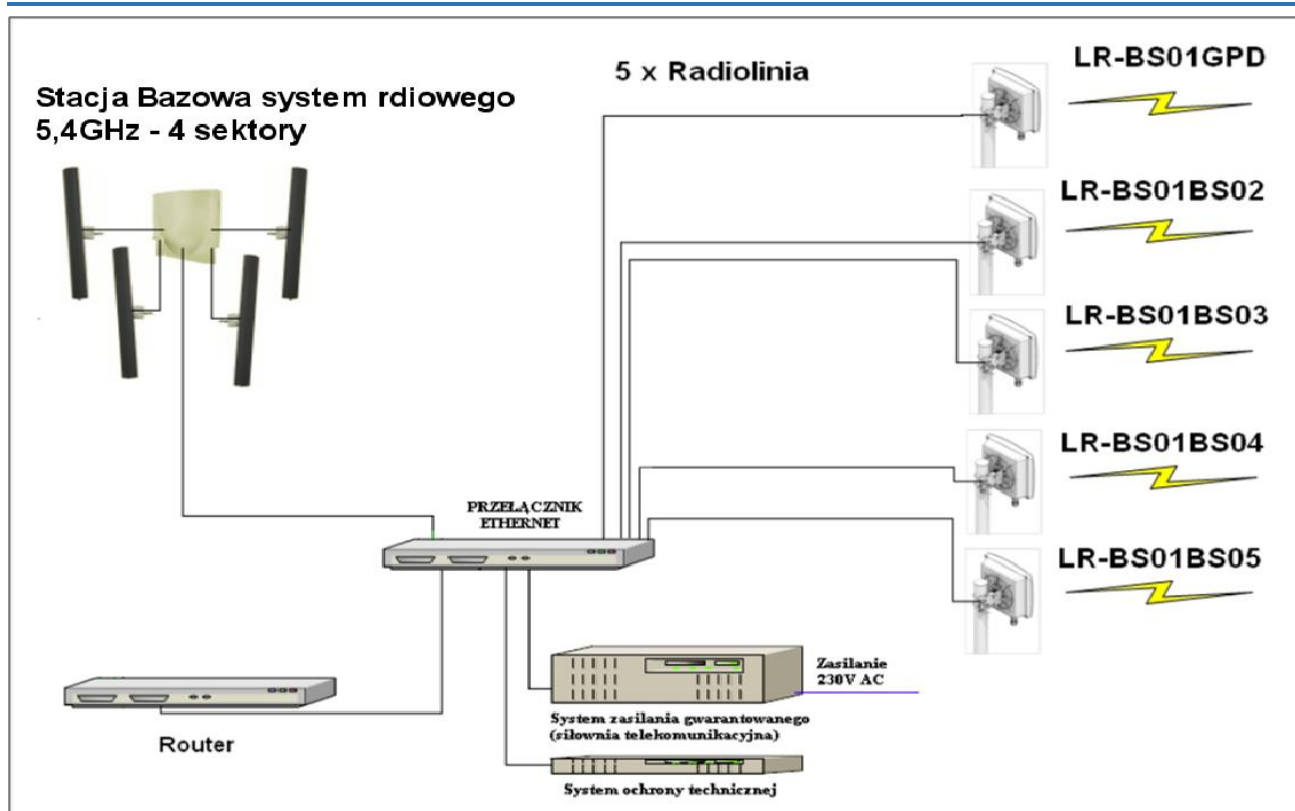 5 x Radiolinia
LR-BS01GPD
Stacja Bazowa system rdiowego
5,4GHz - 4 sektory
LR-BS01BS02
LR-BS01BS03
LR-BS01BS04
PRZEŁĄCZNIK
ETHERNET
LR-BS01BS05
Zasilanie
230V AC
System zasilania gwarantowanego
(siłownia telekomunikacyjna)
Router
System ochrony technicznej